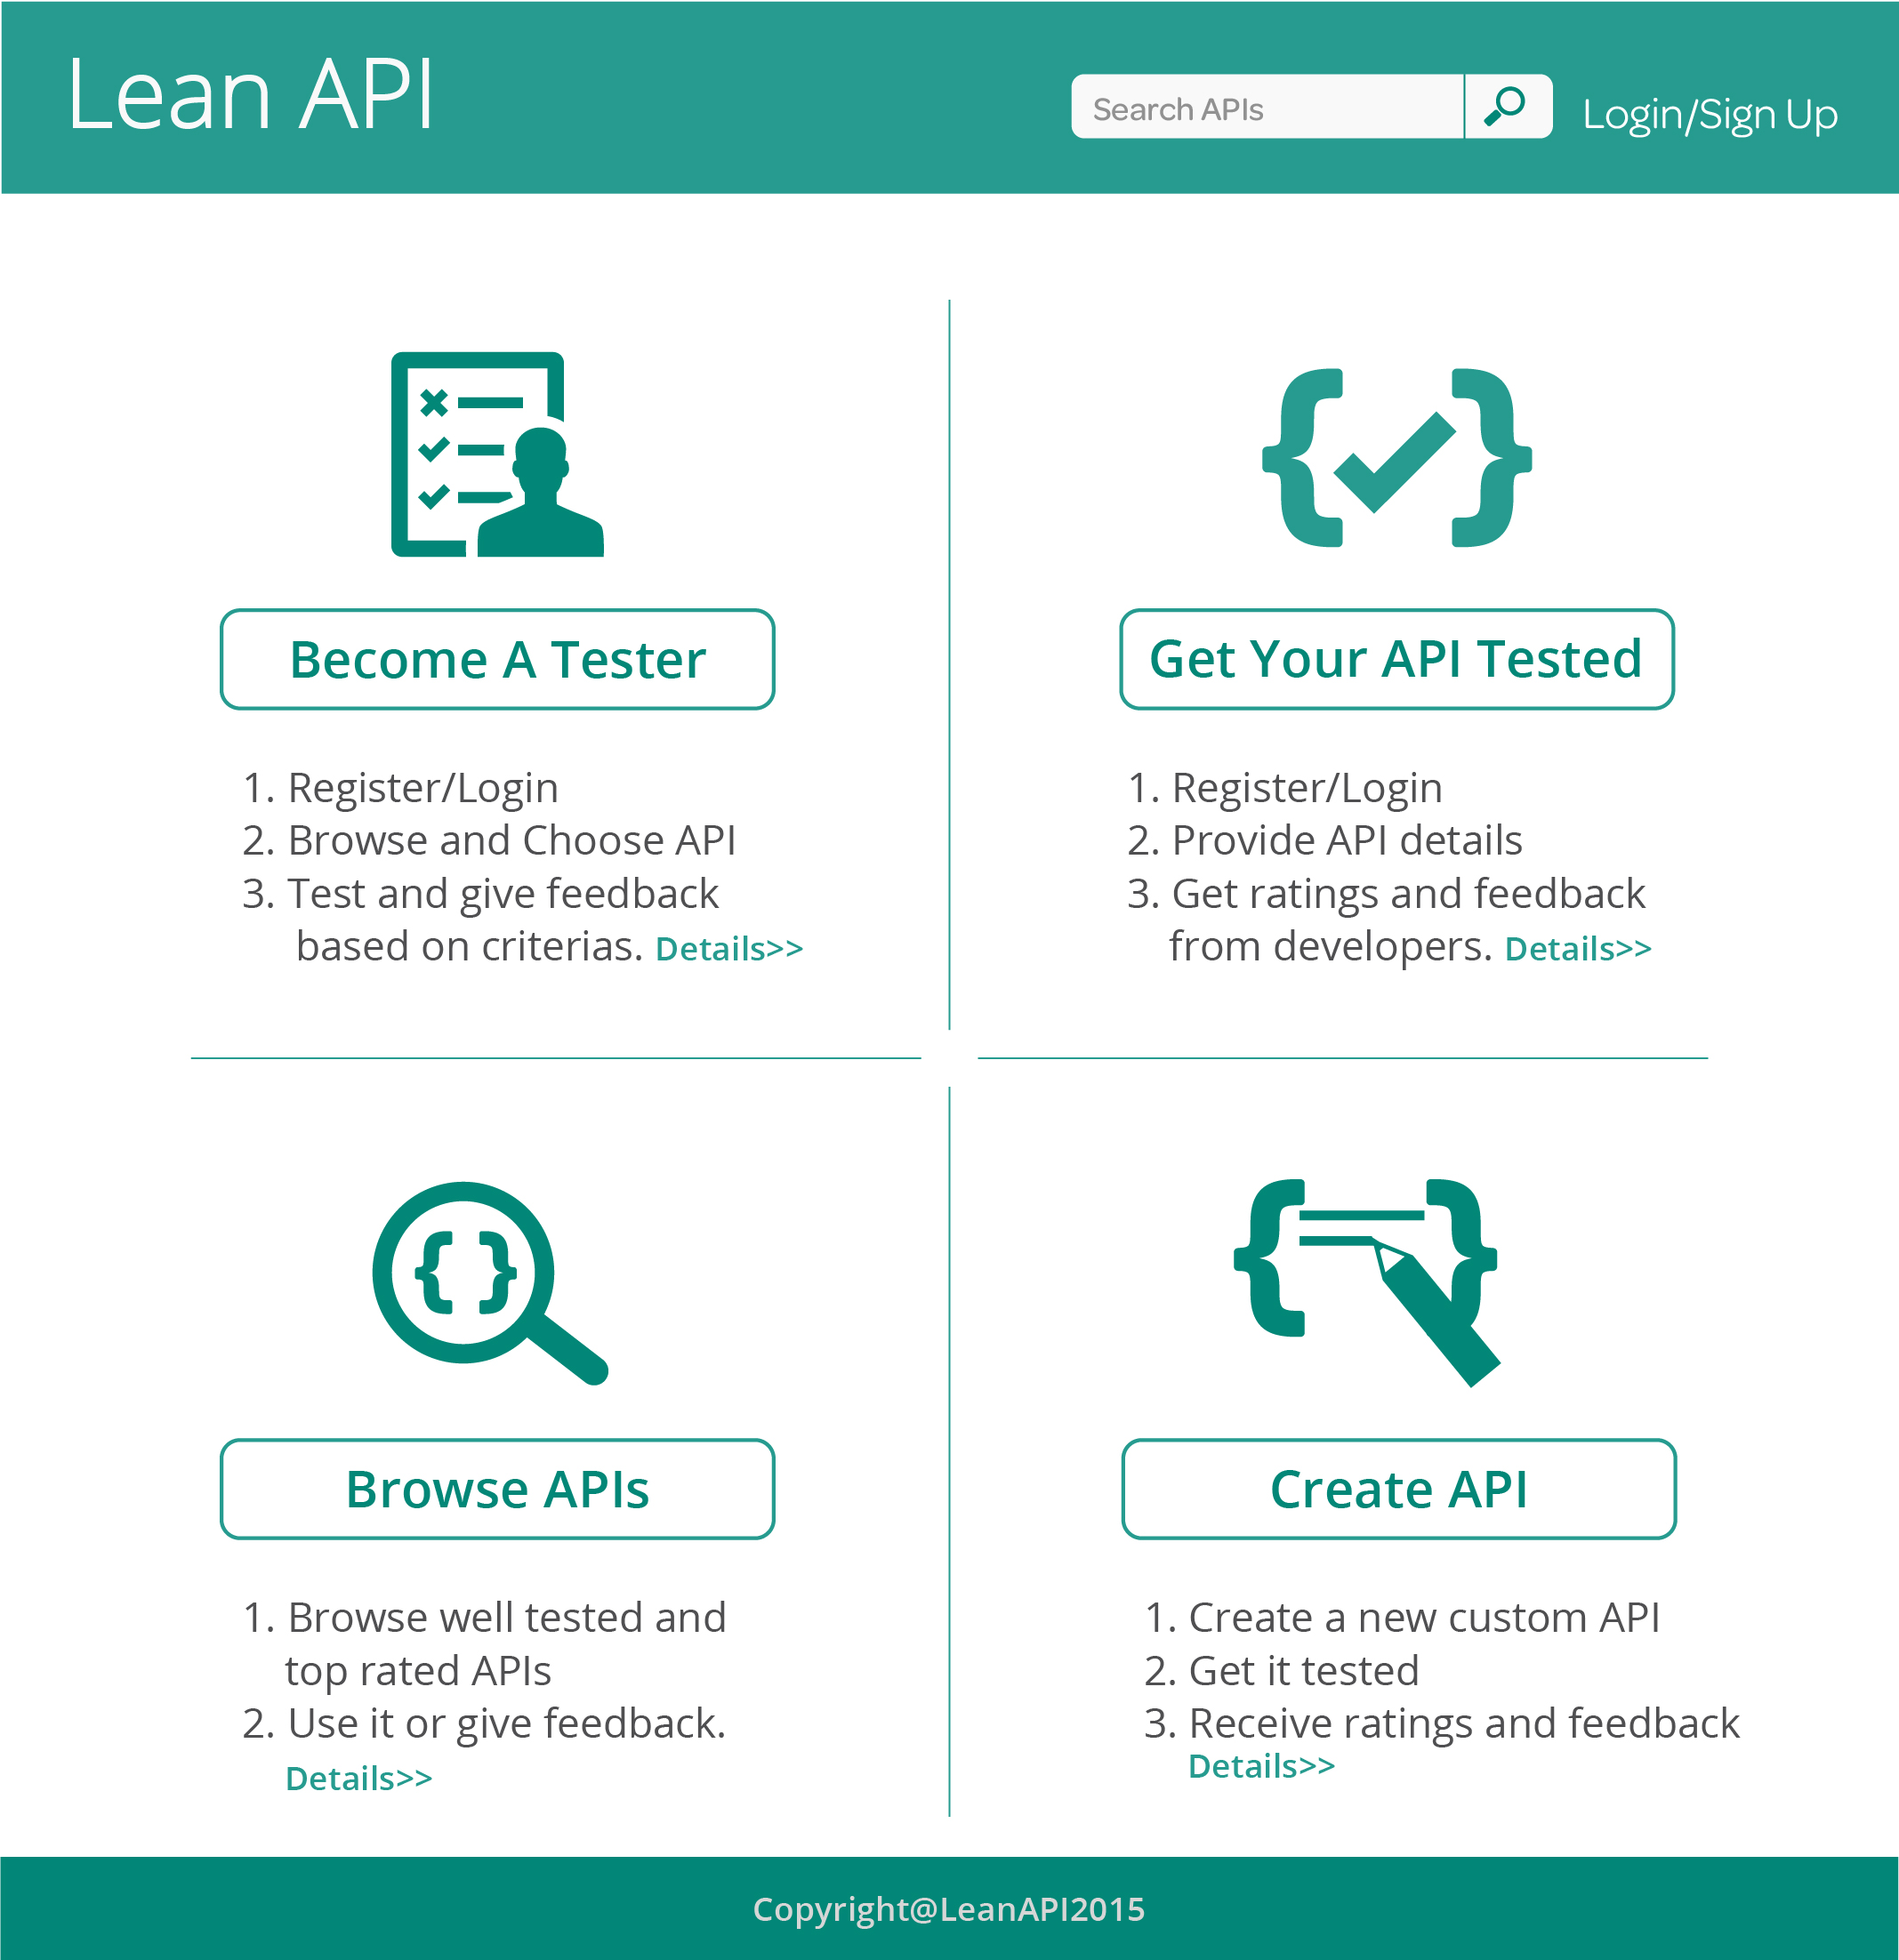 Lean API
Search APIs
Login/Sign Up
Become A Tester
1. Register/Login
2. Browse and Choose API
3. Test and give feedback
based on criterias. Details>>
Get Your API Tested
1. Register/Login
2. Provide API details
3. Get ratings and feedback
from developers. Details>>
Browse APIs
1. Browse well tested and
top rated APIs
2. Use it or give feedback.
Details>>
Create API
1. Create a new custom API
2. Get it tested
3. Receive ratings and feedback
Details>>
Copyright@LeanAPI2015